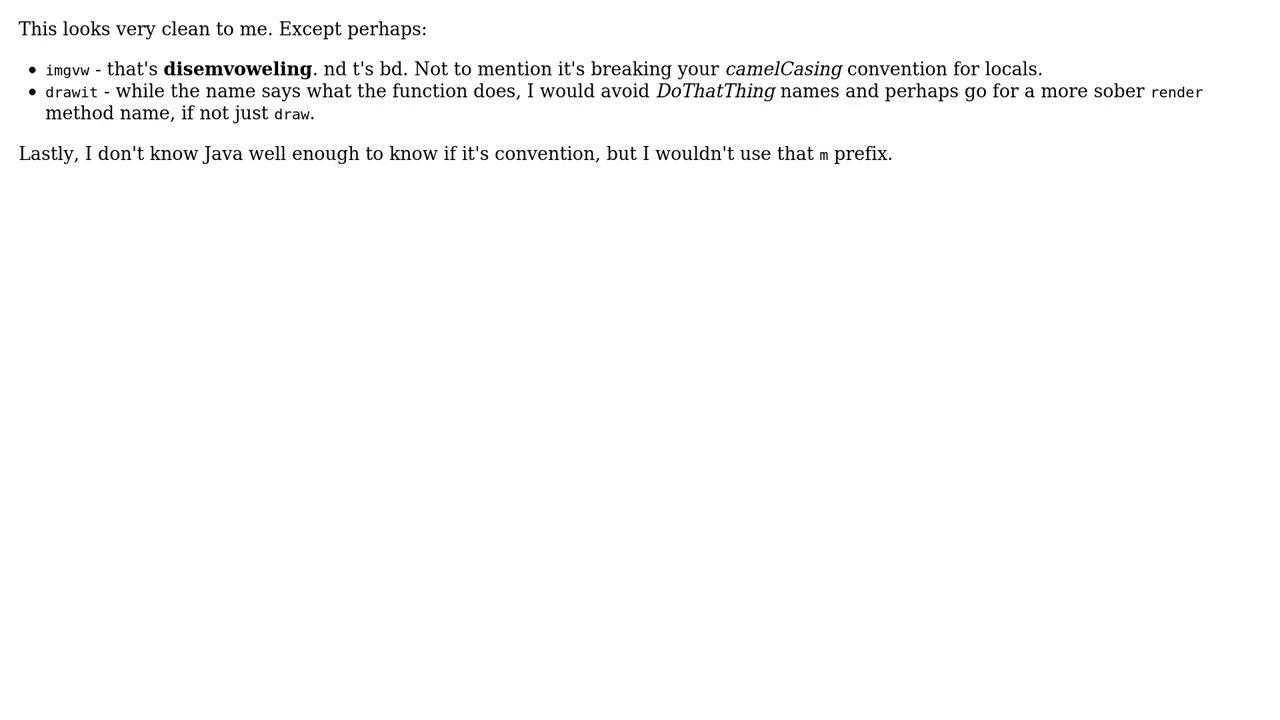 This looks very clean to me. Except perhaps:
• imgvw - that's disemvoweling. nd t's bd. Not to mention it's breaking your camelCasing convention for locals.
• drawit - while the name says what the function does, I would avoid DoThatThing names and perhaps go for a more sober render
method name, if not just draw.
Lastly, I don't know Java well enough to know if it's convention, but I wouldn't use that m prefix.